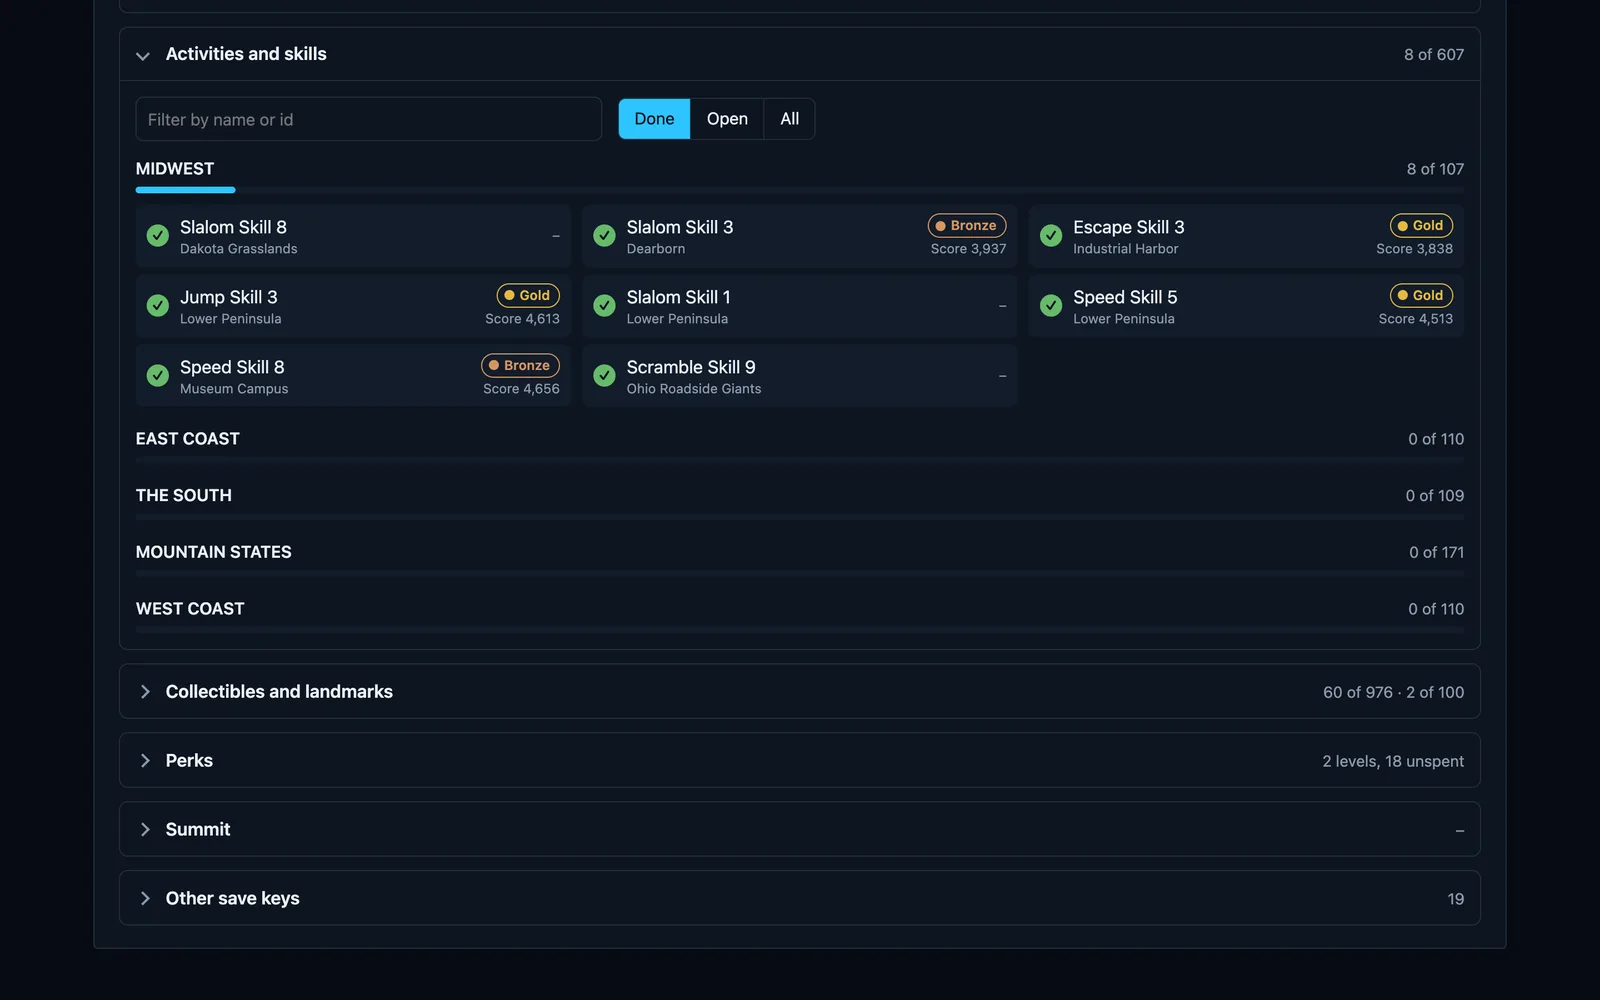 Activities and skills
8 of 607
Filter by name or id
Done
Open
All
MIDWEST
8 of 107
Slalom Skill 8
Dakota Grasslands
–
Slalom Skill 3
Dearborn
Bronze
Score 3,937
Escape Skill 3
Industrial Harbor
Gold
Score 3,838
Jump Skill 3
Lower Peninsula
Gold
Score 4,613
Slalom Skill 1
Lower Peninsula
–
Speed Skill 5
Lower Peninsula
Gold
Score 4,513
Speed Skill 8
Museum Campus
Bronze
Score 4,656
Scramble Skill 9
Ohio Roadside Giants
–
EAST COAST
0 of 110
THE SOUTH
0 of 109
MOUNTAIN STATES
0 of 171
WEST COAST
0 of 110
Collectibles and landmarks
60 of 976 · 2 of 100
Perks
2 levels, 18 unspent
Summit
–
Other save keys
19